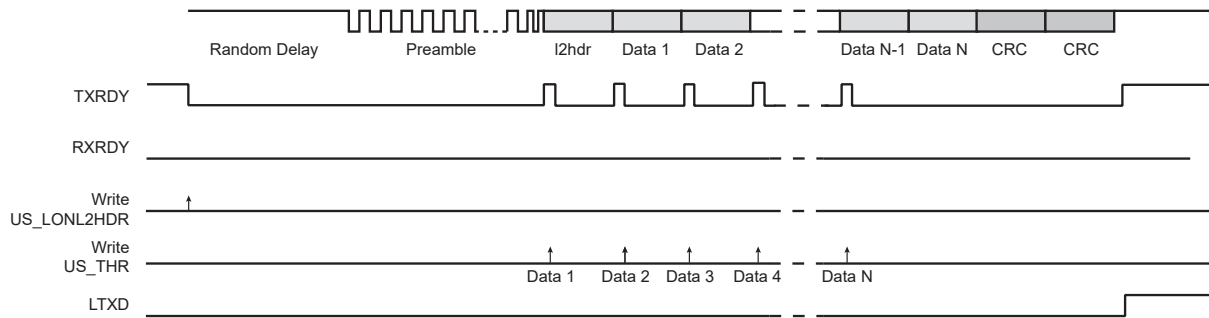 Random Delay Preamble l2hdr Data 1 Data 2 Data N-1 Data N CRC CRC
TXRDY
RXRDY
Write
US_LONL2HDR
Write
US_THR
Data 1 Data 2 Data 3 Data 4 Data N
LTXD